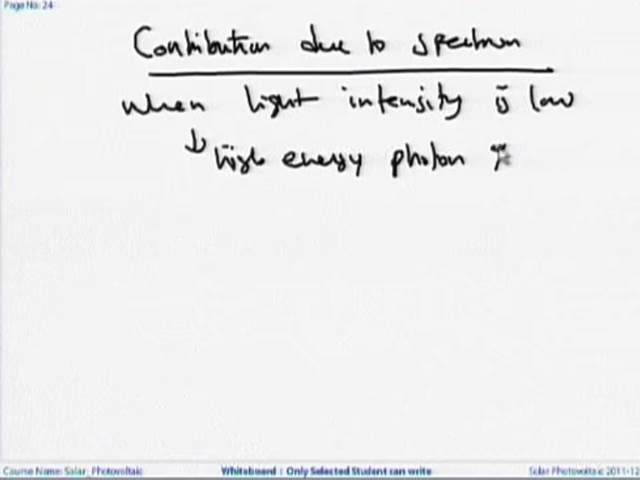 Page No: 24
Contribution due to spectrum
When light intensity is low
↳ high energy photon
Course Name: Solar_Photovoltaic Whiteboard : Only Selected Student can write Solar Photovoltaic 2011-12